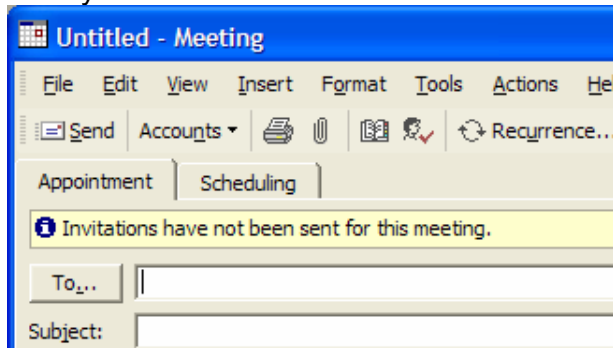 Untitled - Meeting
File Edit View Insert Format Tools Actions Hel
Send Accounts Recurrence...
Appointment Scheduling
Invitations have not been sent for this meeting.
To...
Subject: